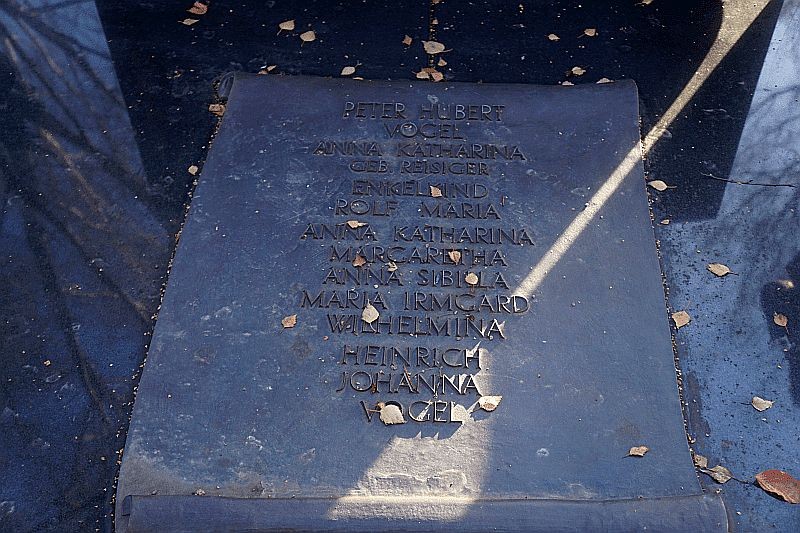 PETER HUBERT
VOGEL
ANNA KATHARINA
GEB. REISIGER
ENKELKIND
ROLF MARIA
ANNA KATHARINA
MARGARETHA
ANNA SIBILLA
MARIA IRMGARD
WILHELMINA
HEINRICH
JOHANNA
VOGEL